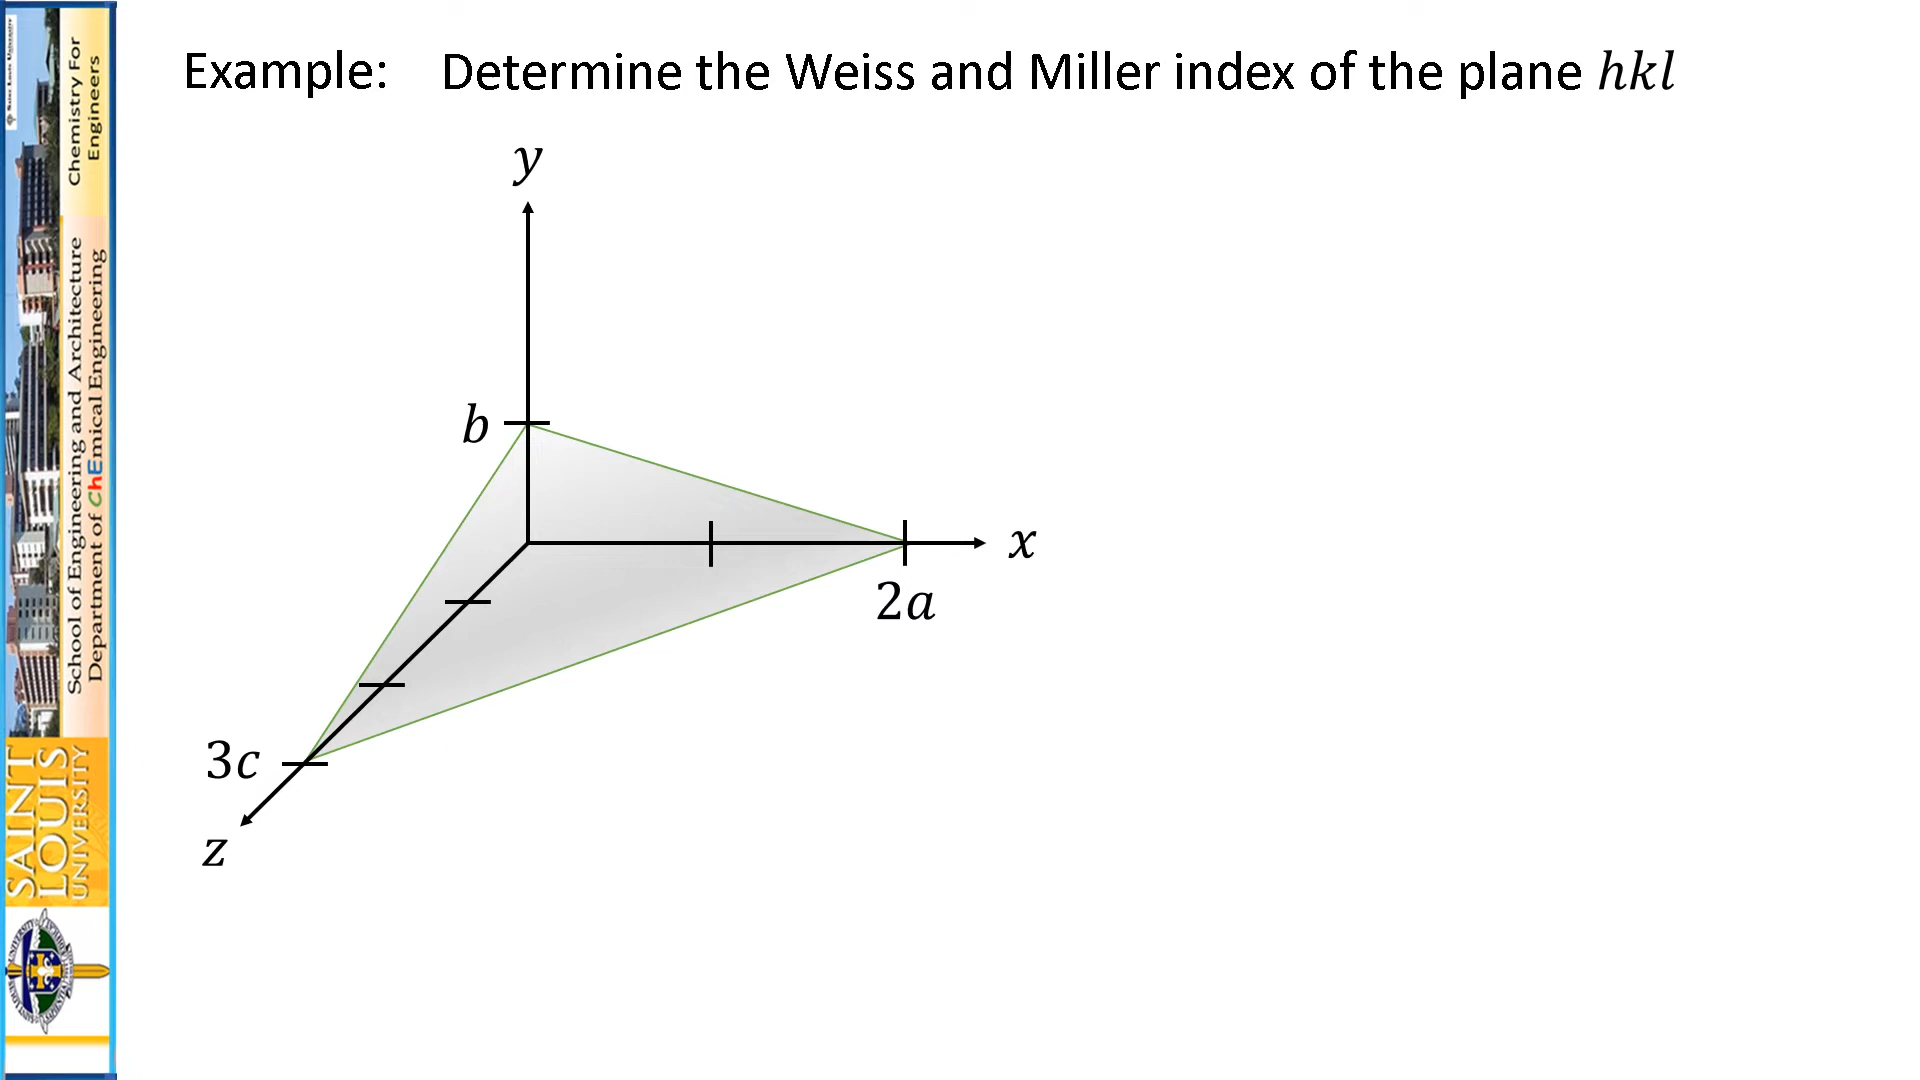 Example: Determine the Weiss and Miller index of the plane hkl
y
b
x
2a
3c
z
Chemistry For
Engineers
School of Engineering and Architecture
Department of ChEmical Engineering
SAINT
LOUIS
UNIVERSITY